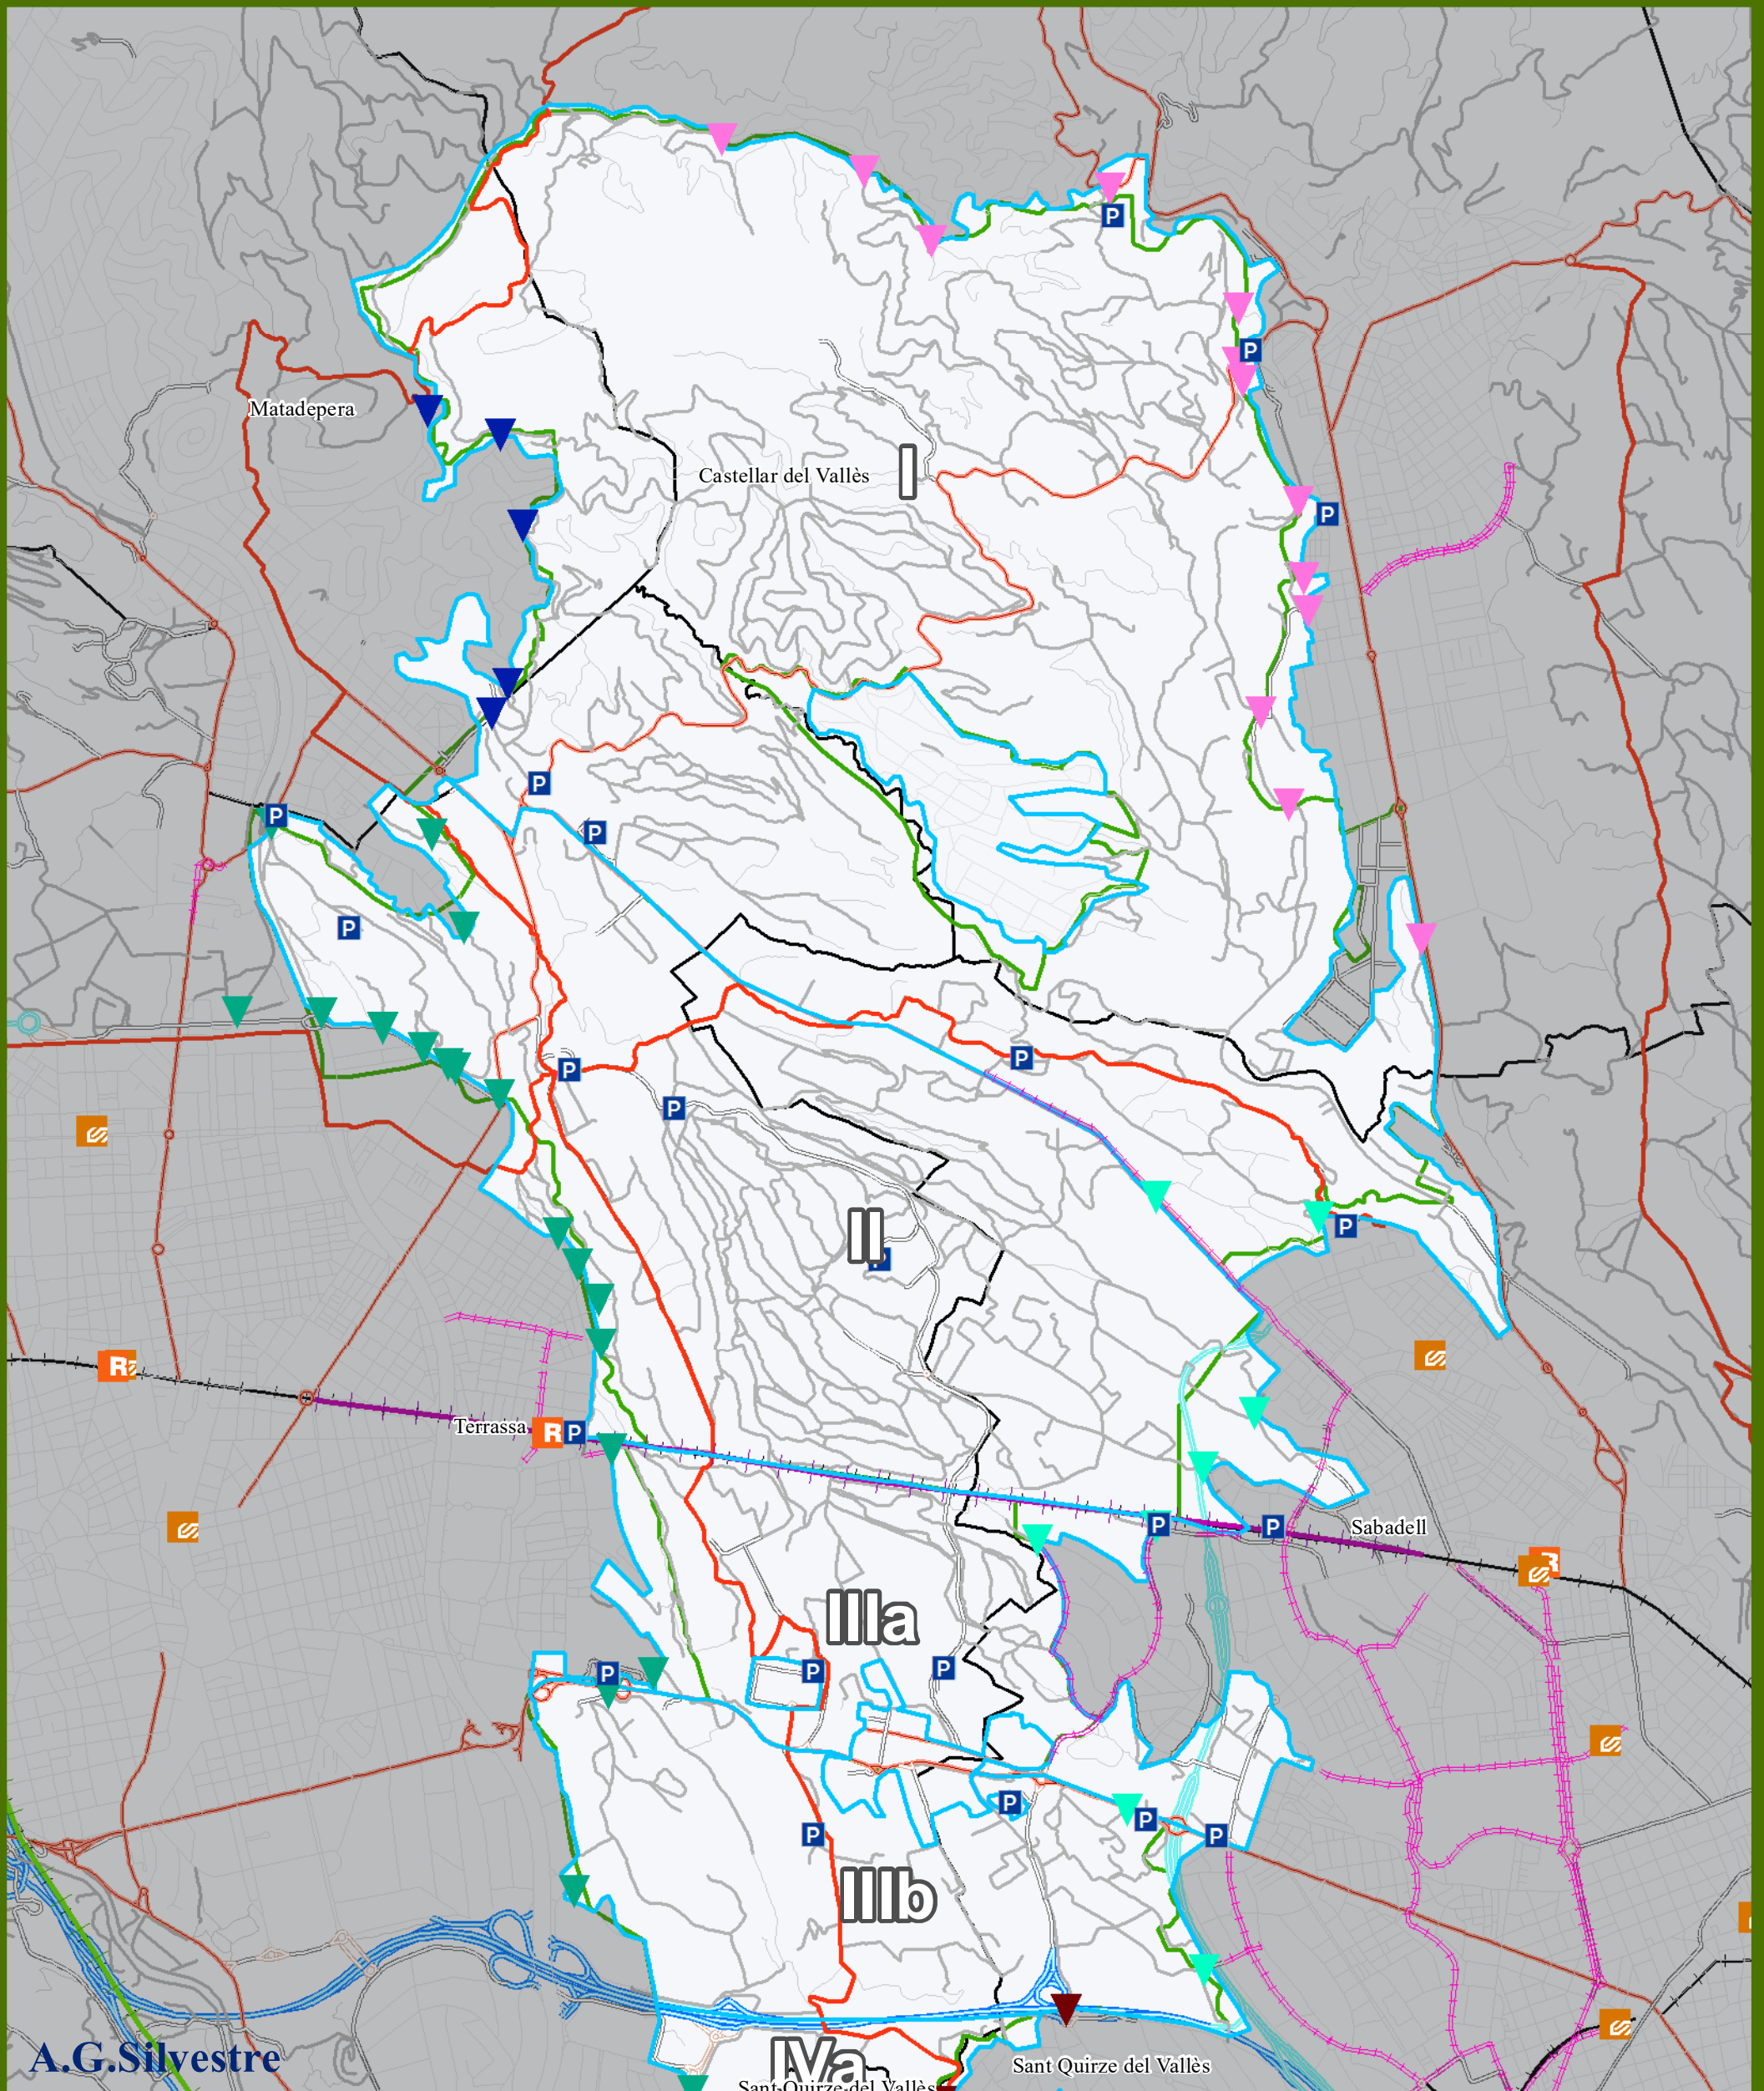 P
P
P
Matadepera
Castellar del Vallès
I
P
P
P
P
P
P
P
P
II
P
P
R
Terrassa
R
P
P
P
Sabadell
R
IIIa
P
P
P
P
P
P
P
IIIb
A.G.Silvestre
IVa
Sant Quirze del Vallès
Sant Quirze del Vallès